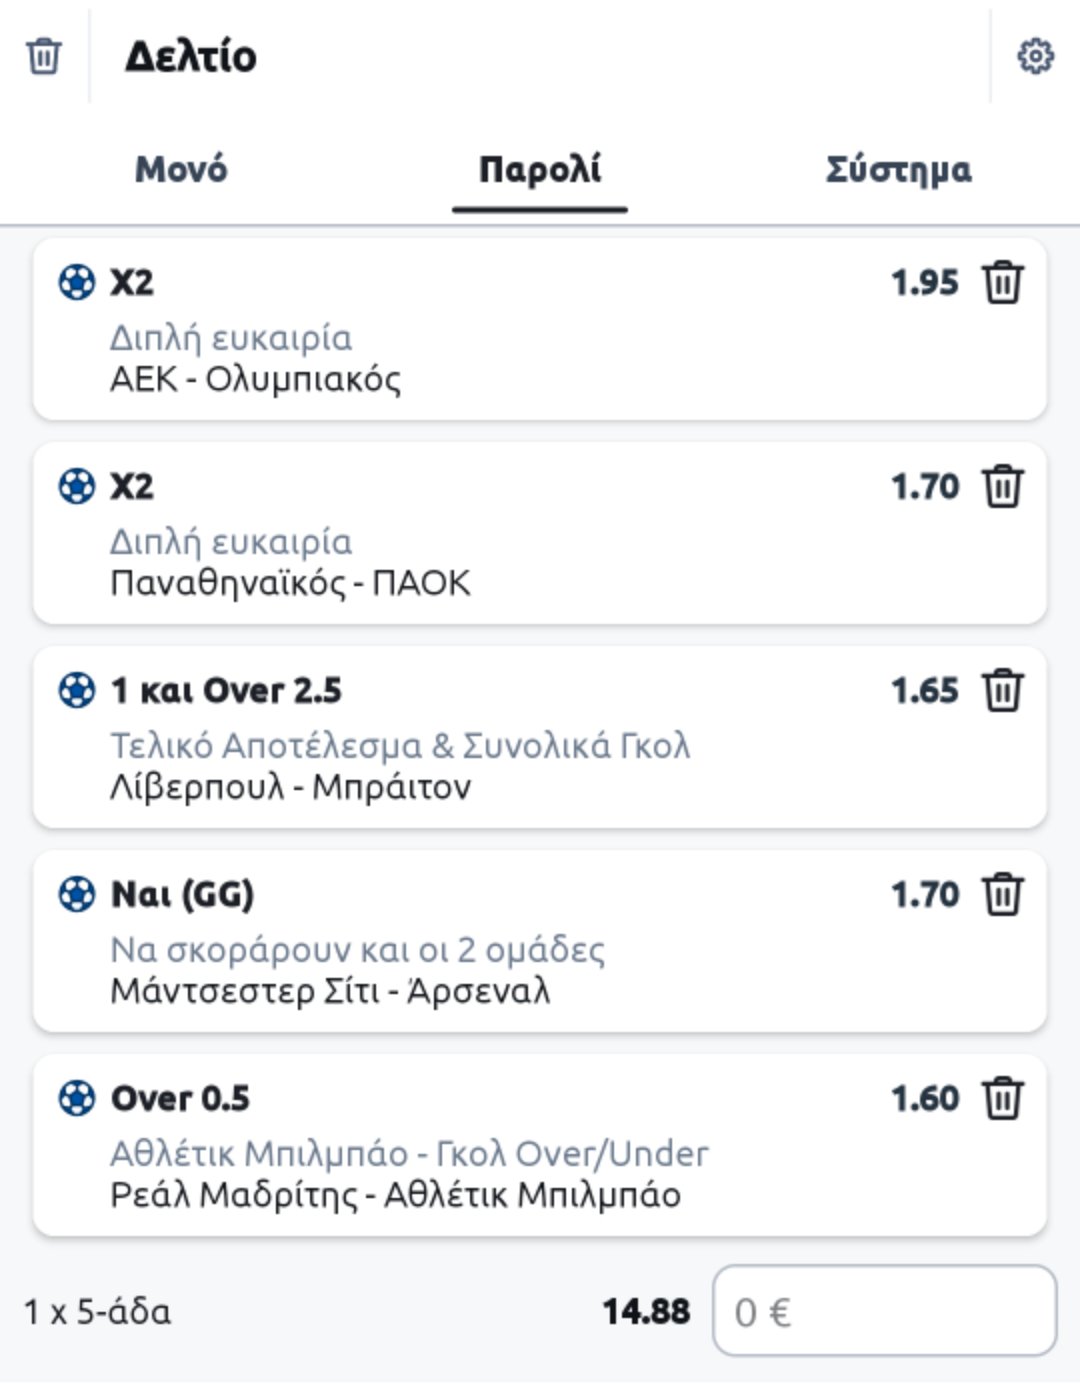 Δελτίο
Μονό Παρολί Σύστημα
X2 1.95
Διπλή ευκαιρία
ΑΕΚ - Ολυμπιακός
X2 1.70
Διπλή ευκαιρία
Παναθηναϊκός - ΠΑΟΚ
1 και Over 2.5 1.65
Τελικό Αποτέλεσμα & Συνολικά Γκολ
Λίβερπουλ - Μπράιτον
Ναι (GG) 1.70
Να σκοράρουν και οι 2 ομάδες
Μάντσεστερ Σίτι - Άρσεναλ
Over 0.5 1.60
Αθλέτικ Μπιλμπάο - Γκολ Over/Under
Ρεάλ Μαδρίτης - Αθλέτικ Μπιλμπάο
1 x 5-άδα 14.88 0 €